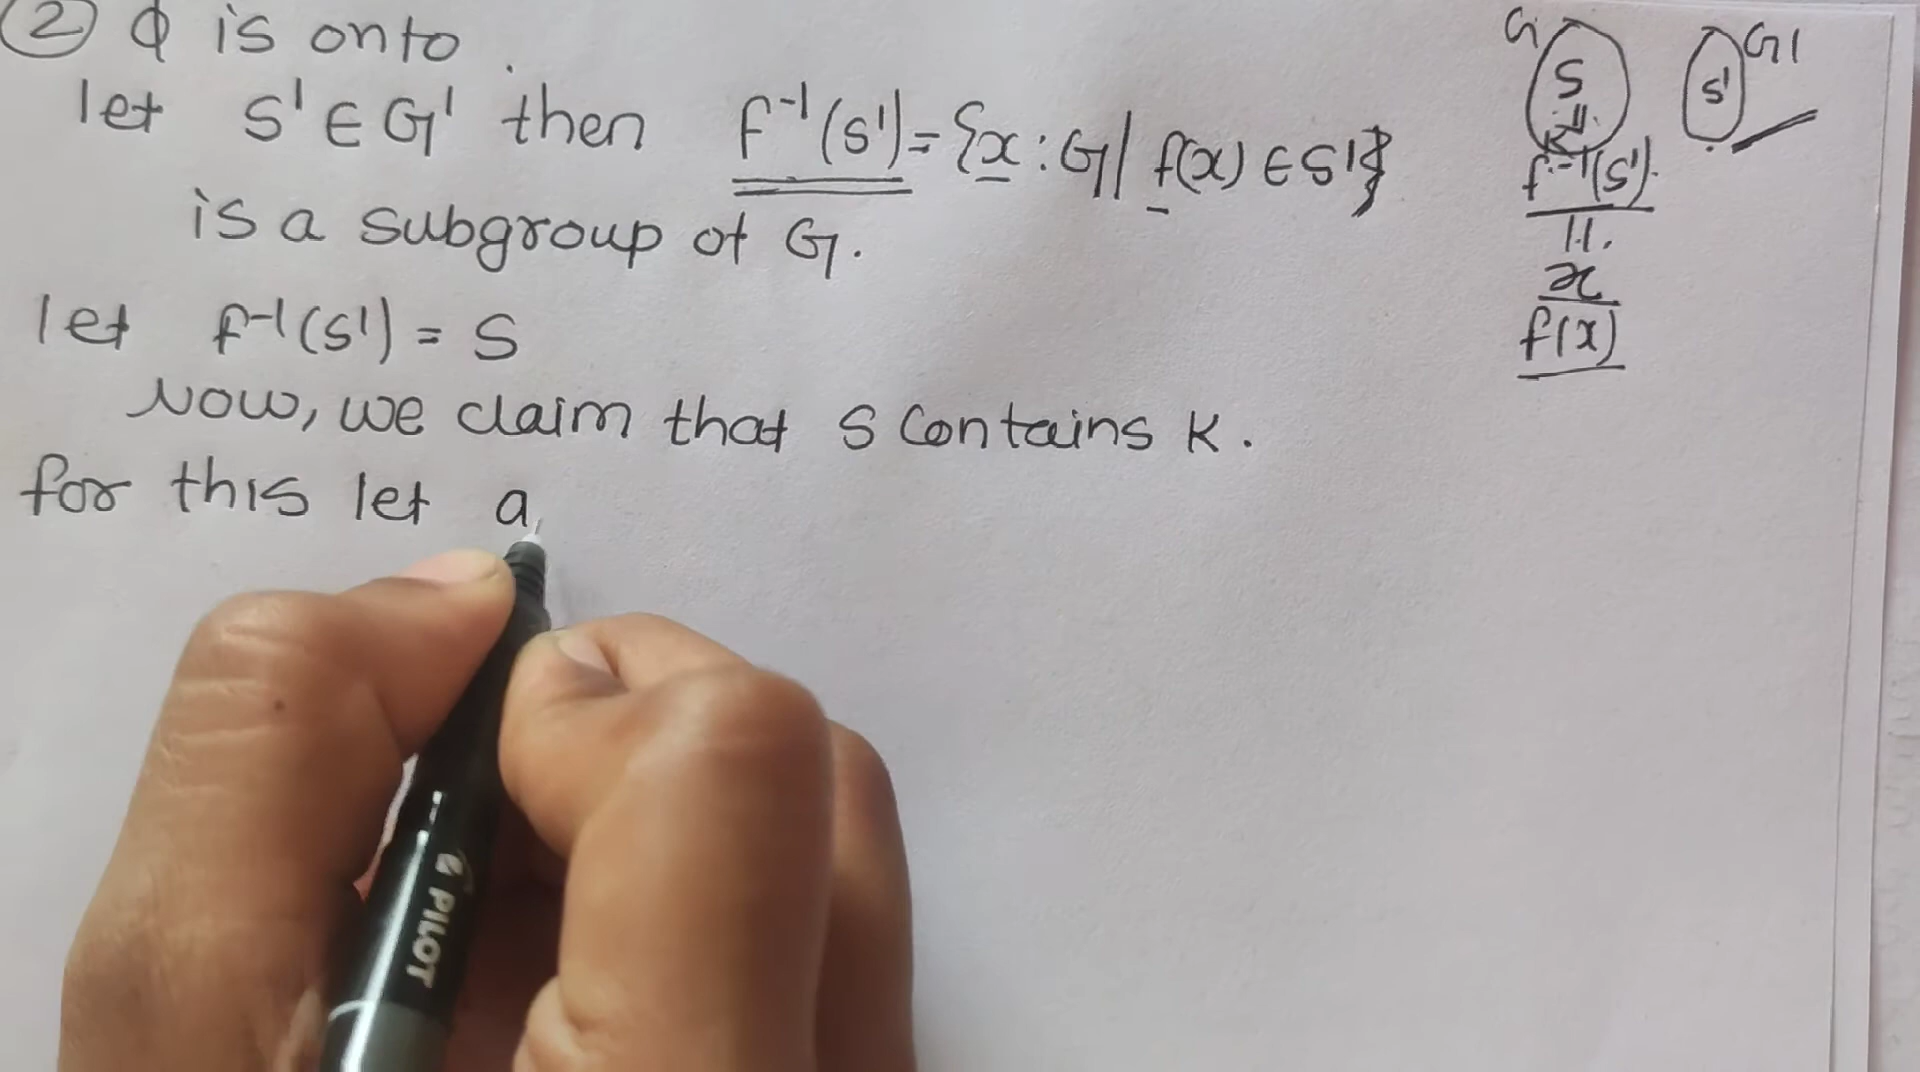 ② ϕ is onto.
let S' ∈ G' then f⁻¹(s') = {x : G | f(x) ∈ S'}
is a subgroup of G.
let f⁻¹(s') = S
Now, we claim that S contains K.
for this let a
G G'
S s'
f⁻¹(s').
x
f(x)
PILOT